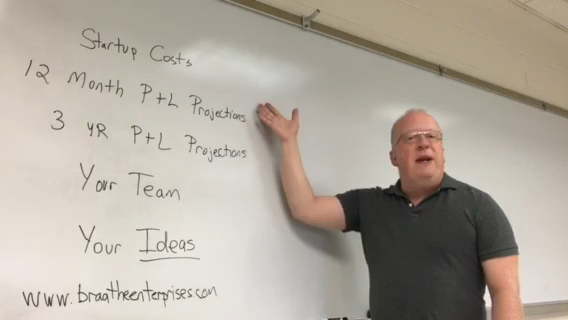 Startup Costs
12 Month P+L Projections
3 YR P+L Projections
Your Team
Your Ideas
www.braatheenterprises.com